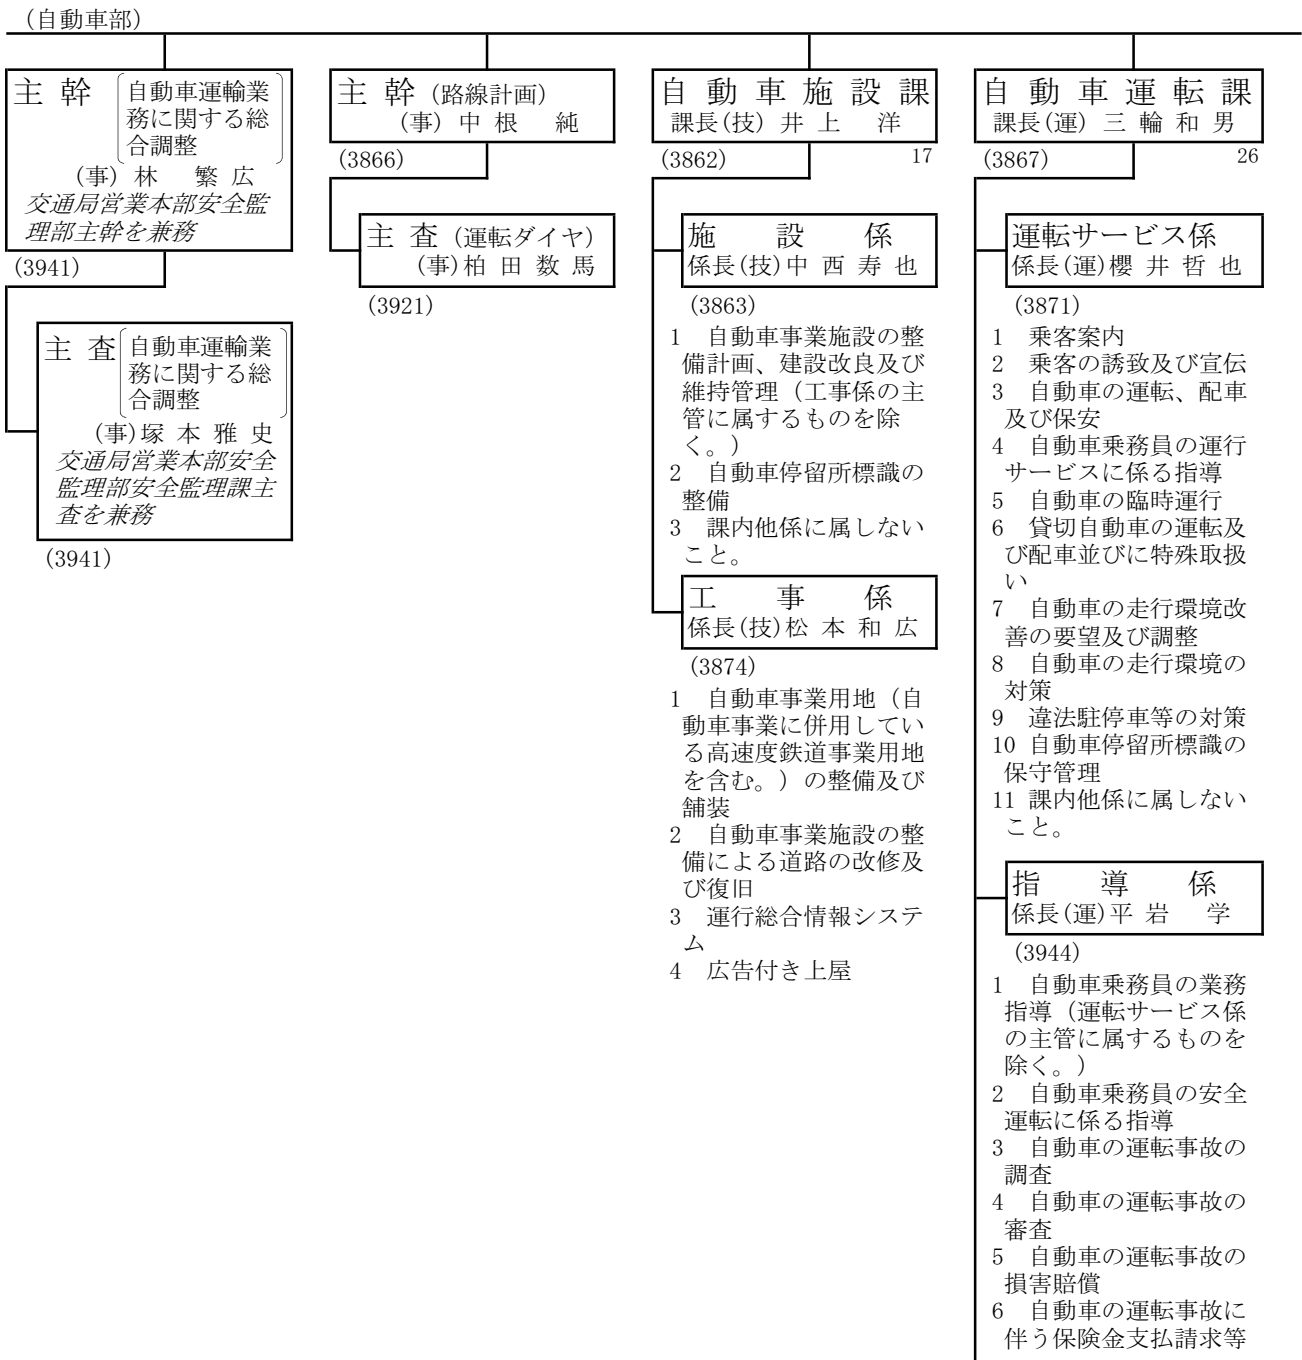 (自動車部)
主 幹
自動車運輸業
務に関する総
合調整
(事) 林　繁 広
交通局営業本部安全監
理部主幹を兼務
(3941)
主 査
自動車運輸業
務に関する総
合調整
(事)塚 本 雅 史
交通局営業本部安全
監理部安全監理課主
査を兼務
(3941)
主 幹 (路線計画)
(事) 中 根　純
(3866)
主 査 (運転ダイヤ)
(事)柏 田 数 馬
(3921)
自 動 車 施 設 課
課長(技) 井 上　洋
(3862) 17
施　設　係
係長(技)中 西 寿 也
(3863)
1　自動車事業施設の整
備計画、建設改良及び
維持管理（工事係の主
管に属するものを除
く。）
2　自動車停留所標識の
整備
3　課内他係に属しない
こと。
工　事　係
係長(技)松 本 和 広
(3874)
1　自動車事業用地（自
動車事業に併用してい
る高速度鉄道事業用地
を含む。）の整備及び
舗装
2　自動車事業施設の整
備による道路の改修及
び復旧
3　運行総合情報システ
ム
4　広告付き上屋
自 動 車 運 転 課
課長(運) 三 輪 和 男
(3867) 26
運転サービス係
係長(運)櫻 井 哲 也
(3871)
1　乗客案内
2　乗客の誘致及び宣伝
3　自動車の運転、配車
及び保安
4　自動車乗務員の運行
サービスに係る指導
5　自動車の臨時運行
6　貸切自動車の運転及
び配車並びに特殊取扱
い
7　自動車の走行環境改
善の要望及び調整
8　自動車の走行環境の
対策
9　違法駐停車等の対策
10 自動車停留所標識の
保守管理
11 課内他係に属しない
こと。
指　導　係
係長(運)平 岩　学
(3944)
1　自動車乗務員の業務
指導（運転サービス係
の主管に属するものを
除く。）
2　自動車乗務員の安全
運転に係る指導
3　自動車の運転事故の
調査
4　自動車の運転事故の
審査
5　自動車の運転事故の
損害賠償
6　自動車の運転事故に
伴う保険金支払請求等